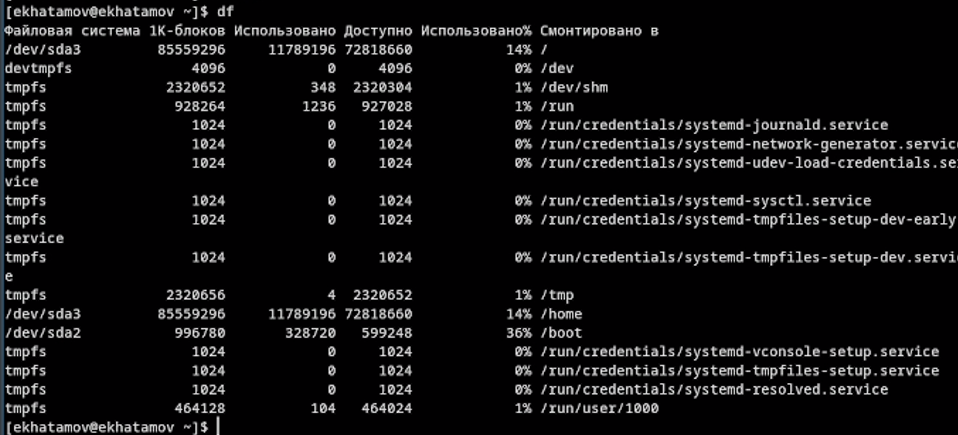 [ekhatamov@ekhatamov ~]$ df
Файловая система 1K-блоков Использовано Доступно Использовано% Смонтировано в
/dev/sda3 85559296 11789196 72818660 14% /
devtmpfs 4096 0 4096 0% /dev
tmpfs 2320652 348 2320304 1% /dev/shm
tmpfs 928264 1236 927028 1% /run
tmpfs 1024 0 1024 0% /run/credentials/systemd-journald.service
tmpfs 1024 0 1024 0% /run/credentials/systemd-network-generator.servic
tmpfs 1024 0 1024 0% /run/credentials/systemd-udev-load-credentials.se
vice
tmpfs 1024 0 1024 0% /run/credentials/systemd-sysctl.service
tmpfs 1024 0 1024 0% /run/credentials/systemd-tmpfiles-setup-dev-early
service
tmpfs 1024 0 1024 0% /run/credentials/systemd-tmpfiles-setup-dev.servi
e
tmpfs 2320656 4 2320652 1% /tmp
/dev/sda3 85559296 11789196 72818660 14% /home
/dev/sda2 996780 328720 599248 36% /boot
tmpfs 1024 0 1024 0% /run/credentials/systemd-vconsole-setup.service
tmpfs 1024 0 1024 0% /run/credentials/systemd-tmpfiles-setup.service
tmpfs 1024 0 1024 0% /run/credentials/systemd-resolved.service
tmpfs 464128 104 464024 1% /run/user/1000
[ekhatamov@ekhatamov ~]$